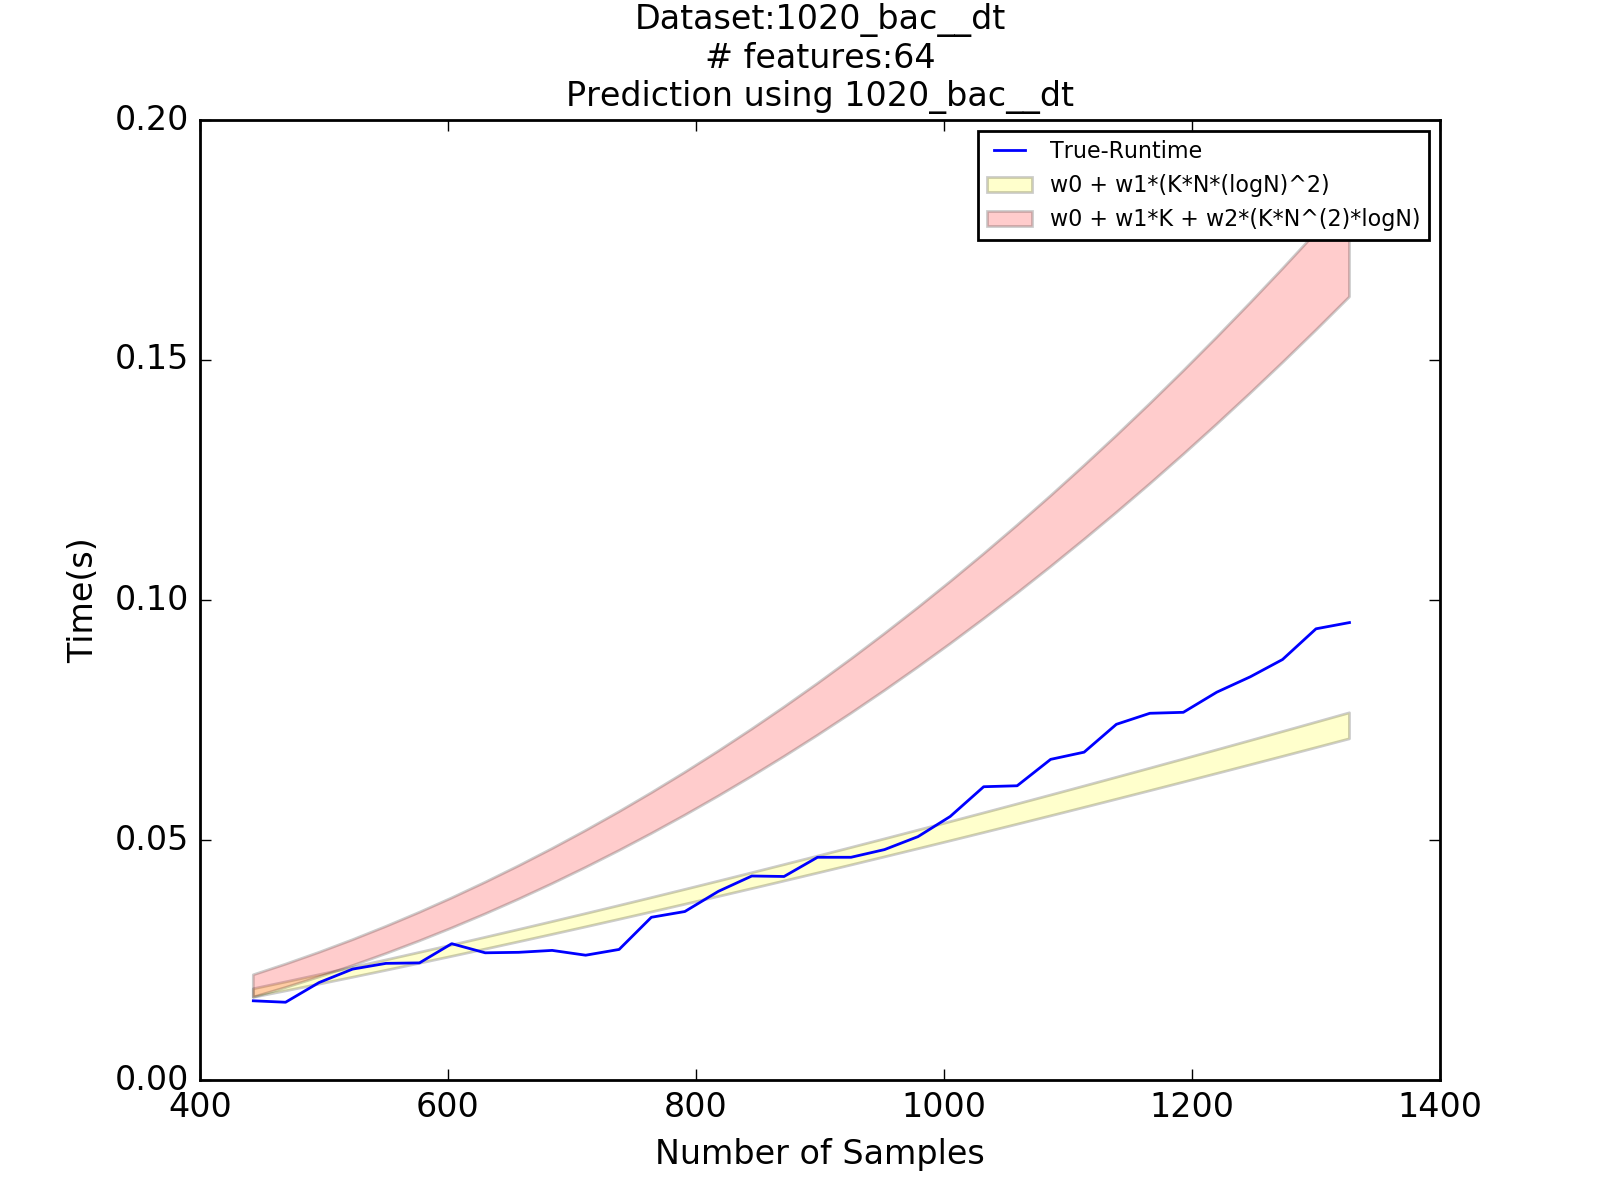 Dataset:1020_bac__dt
# features:64
Prediction using 1020_bac__dt
0.20
0.15
0.10
0.05
0.00
Time(s)
True-Runtime
w0 + w1*(K*N*(logN)^2)
w0 + w1*K + w2*(K*N^(2)*logN)
400 600 800 1000 1200 1400
Number of Samples